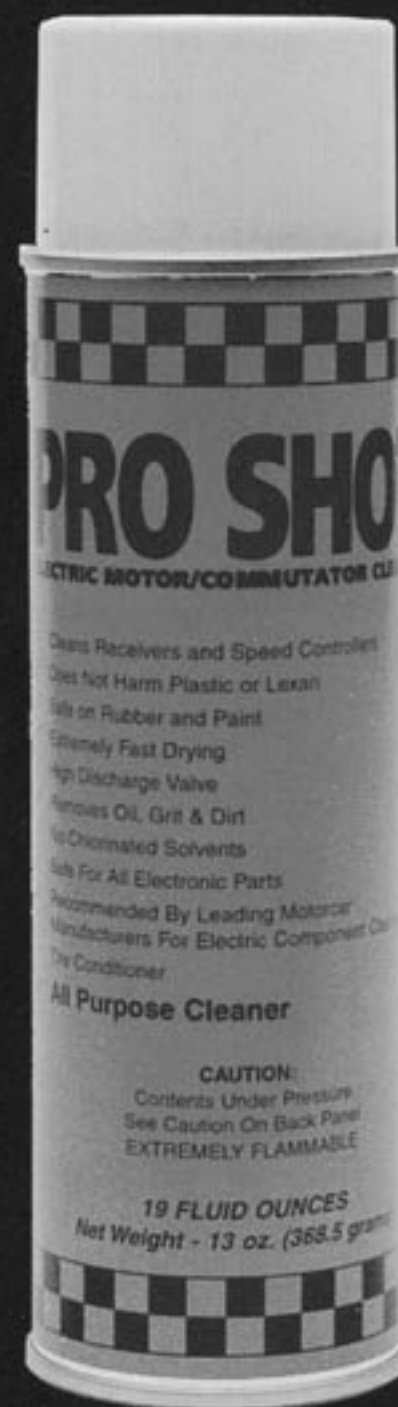 PRO SHO
ECTRIC MOTOR/COMMUTATOR CLE
Cleans Receivers and Speed Controllers
Does Not Harm Plastic or Lexan
Safe on Rubber and Paint
Extremely Fast Drying
High Discharge Valve
Removes Oil, Grit & Dirt
No Chlorinated Solvents
Safe For All Electronic Parts
Recommended By Leading Motorcar
Manufacturers For Electric Component
Conditioner
All Purpose Cleaner
CAUTION:
Contents Under Pressure
See Caution On Back Panel
EXTREMELY FLAMMABLE
19 FLUID OUNCES
Net Weight - 13 oz. (368.5 grams)